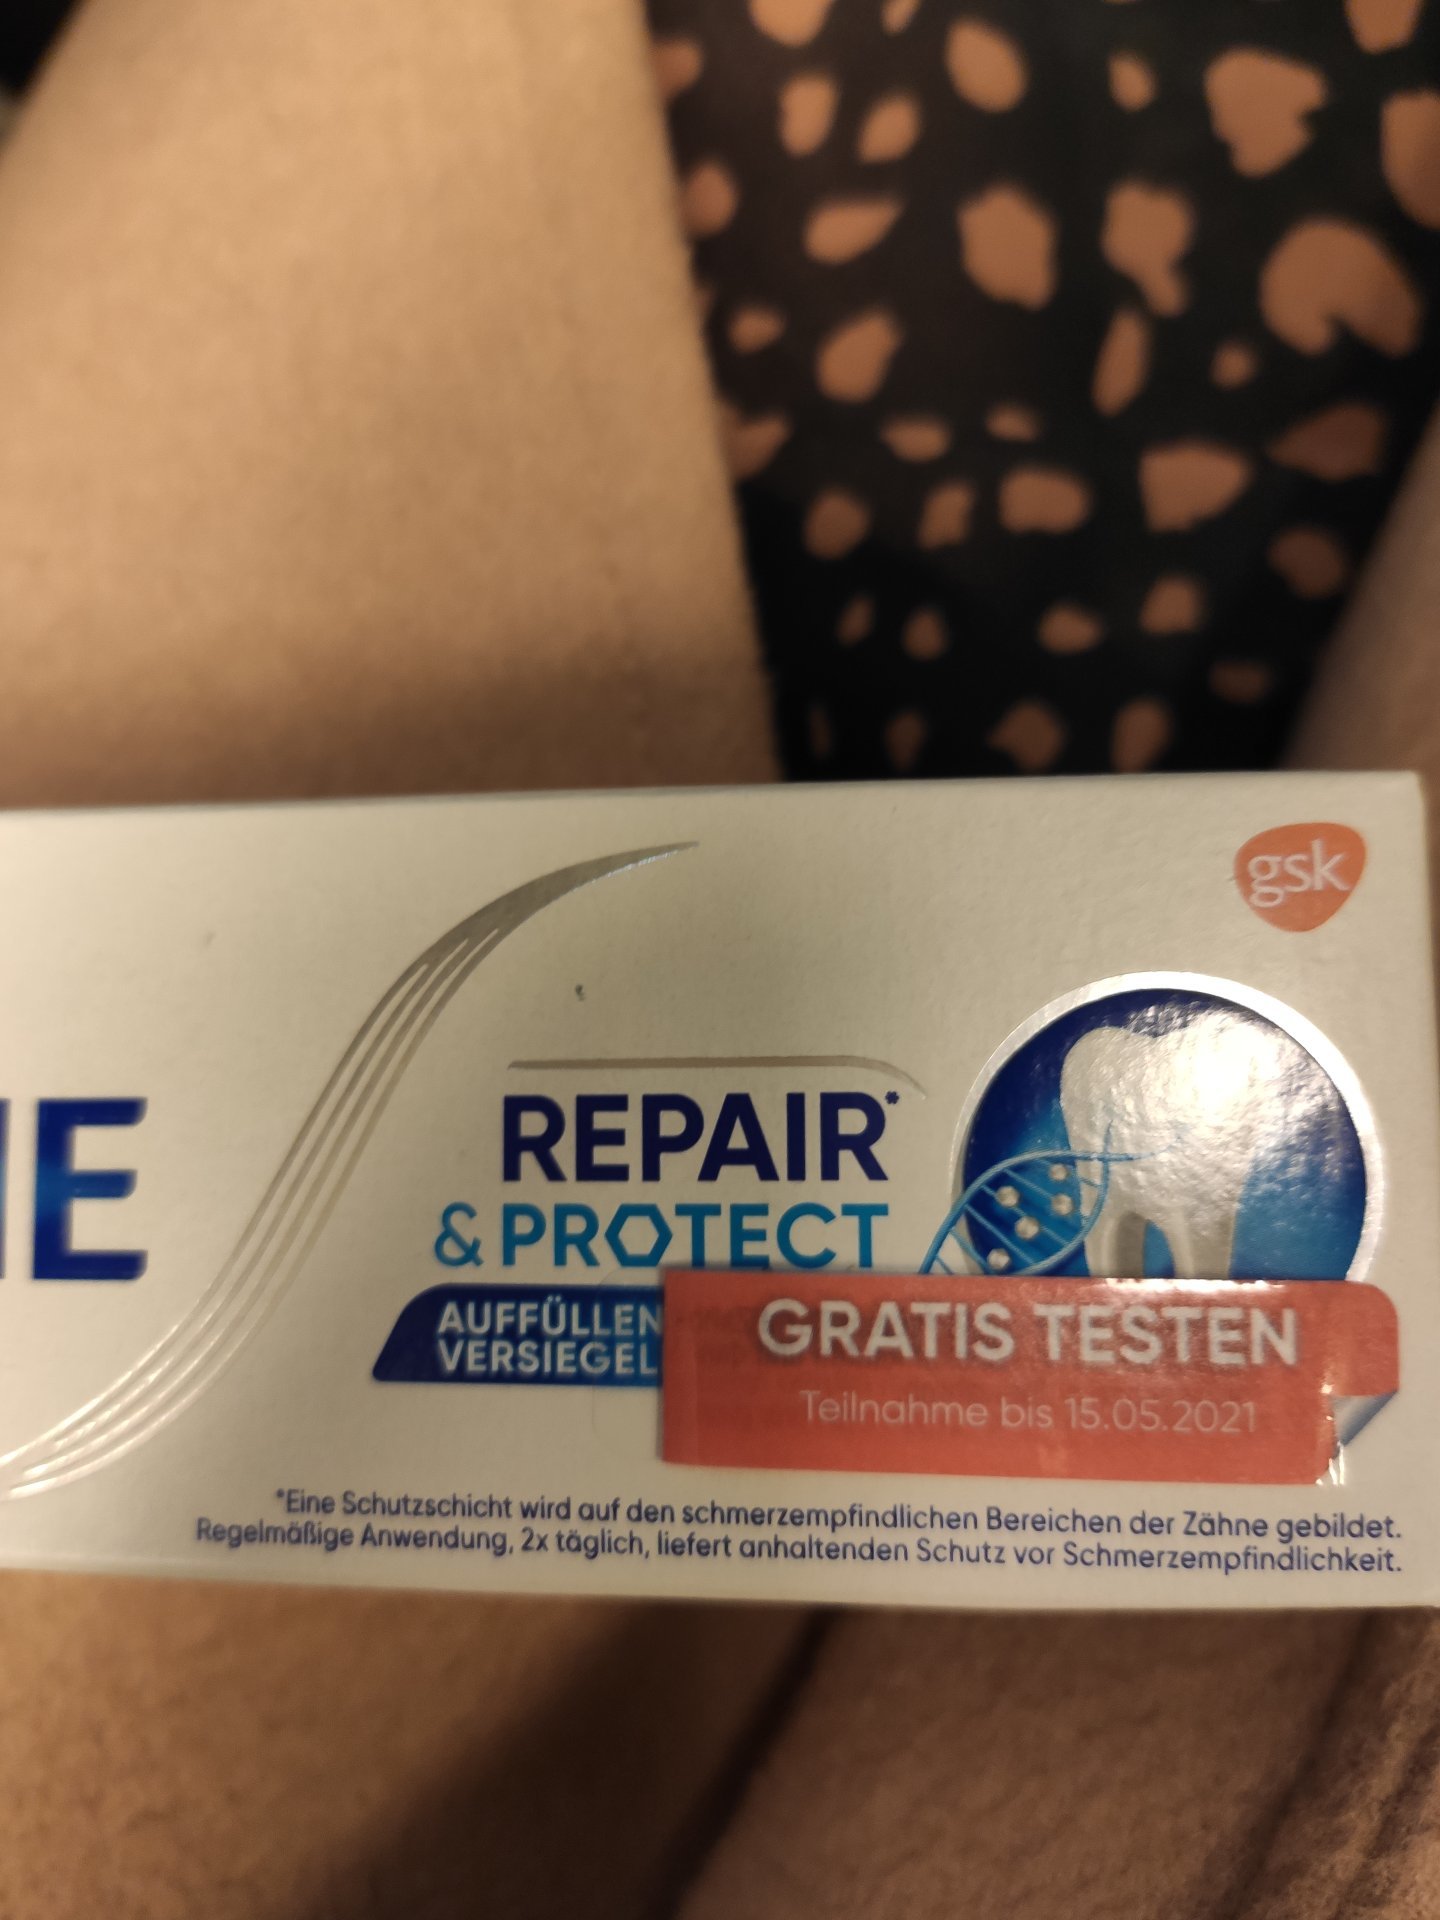 gsk
NE
REPAIR*
& PROTECT
AUFFÜLLEN
VERSIEGEL
GRATIS TESTEN
Teilnahme bis 15.05.2021
*Eine Schutzschicht wird auf den schmerzempfindlichen Bereichen der Zähne gebildet.
Regelmäßige Anwendung, 2x täglich, liefert anhaltenden Schutz vor Schmerzempfindlichkeit.